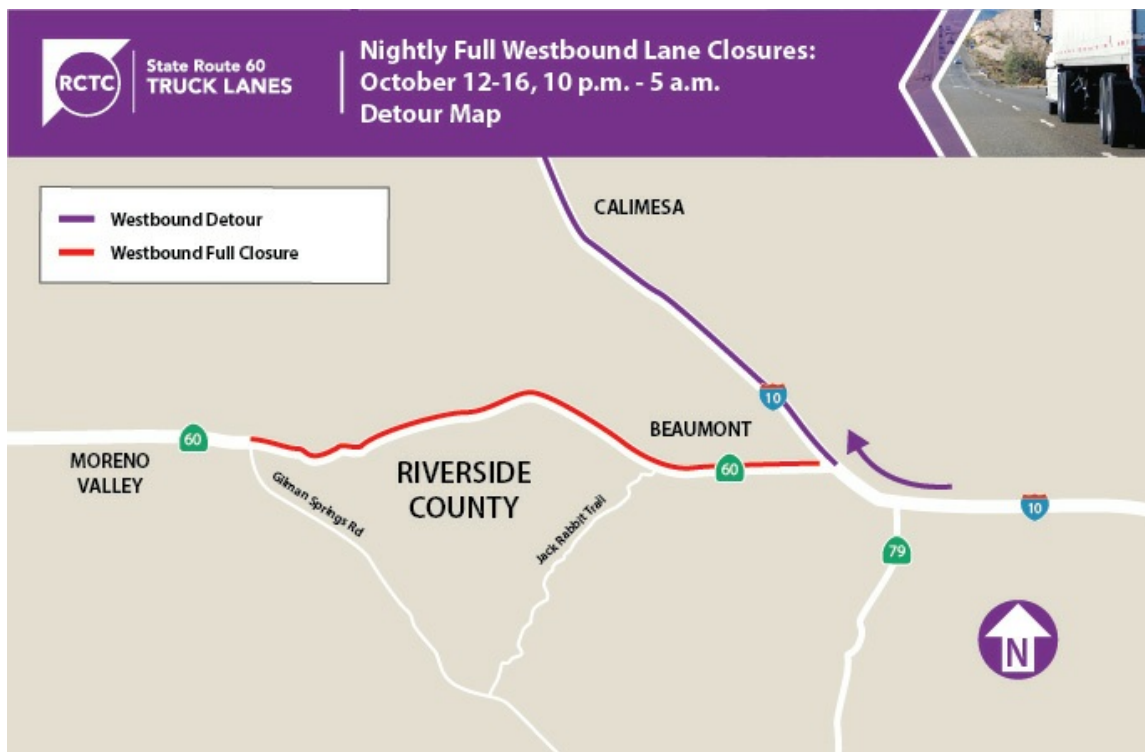 RCTC
State Route 60
TRUCK LANES
Nightly Full Westbound Lane Closures:
October 12-16, 10 p.m. - 5 a.m.
Detour Map
Westbound Detour
Westbound Full Closure
CALIMESA
10
BEAUMONT
60
MORENO
VALLEY
RIVERSIDE
COUNTY
60
Gilman Springs Rd
Jack Rabbit Trail
10
79
N